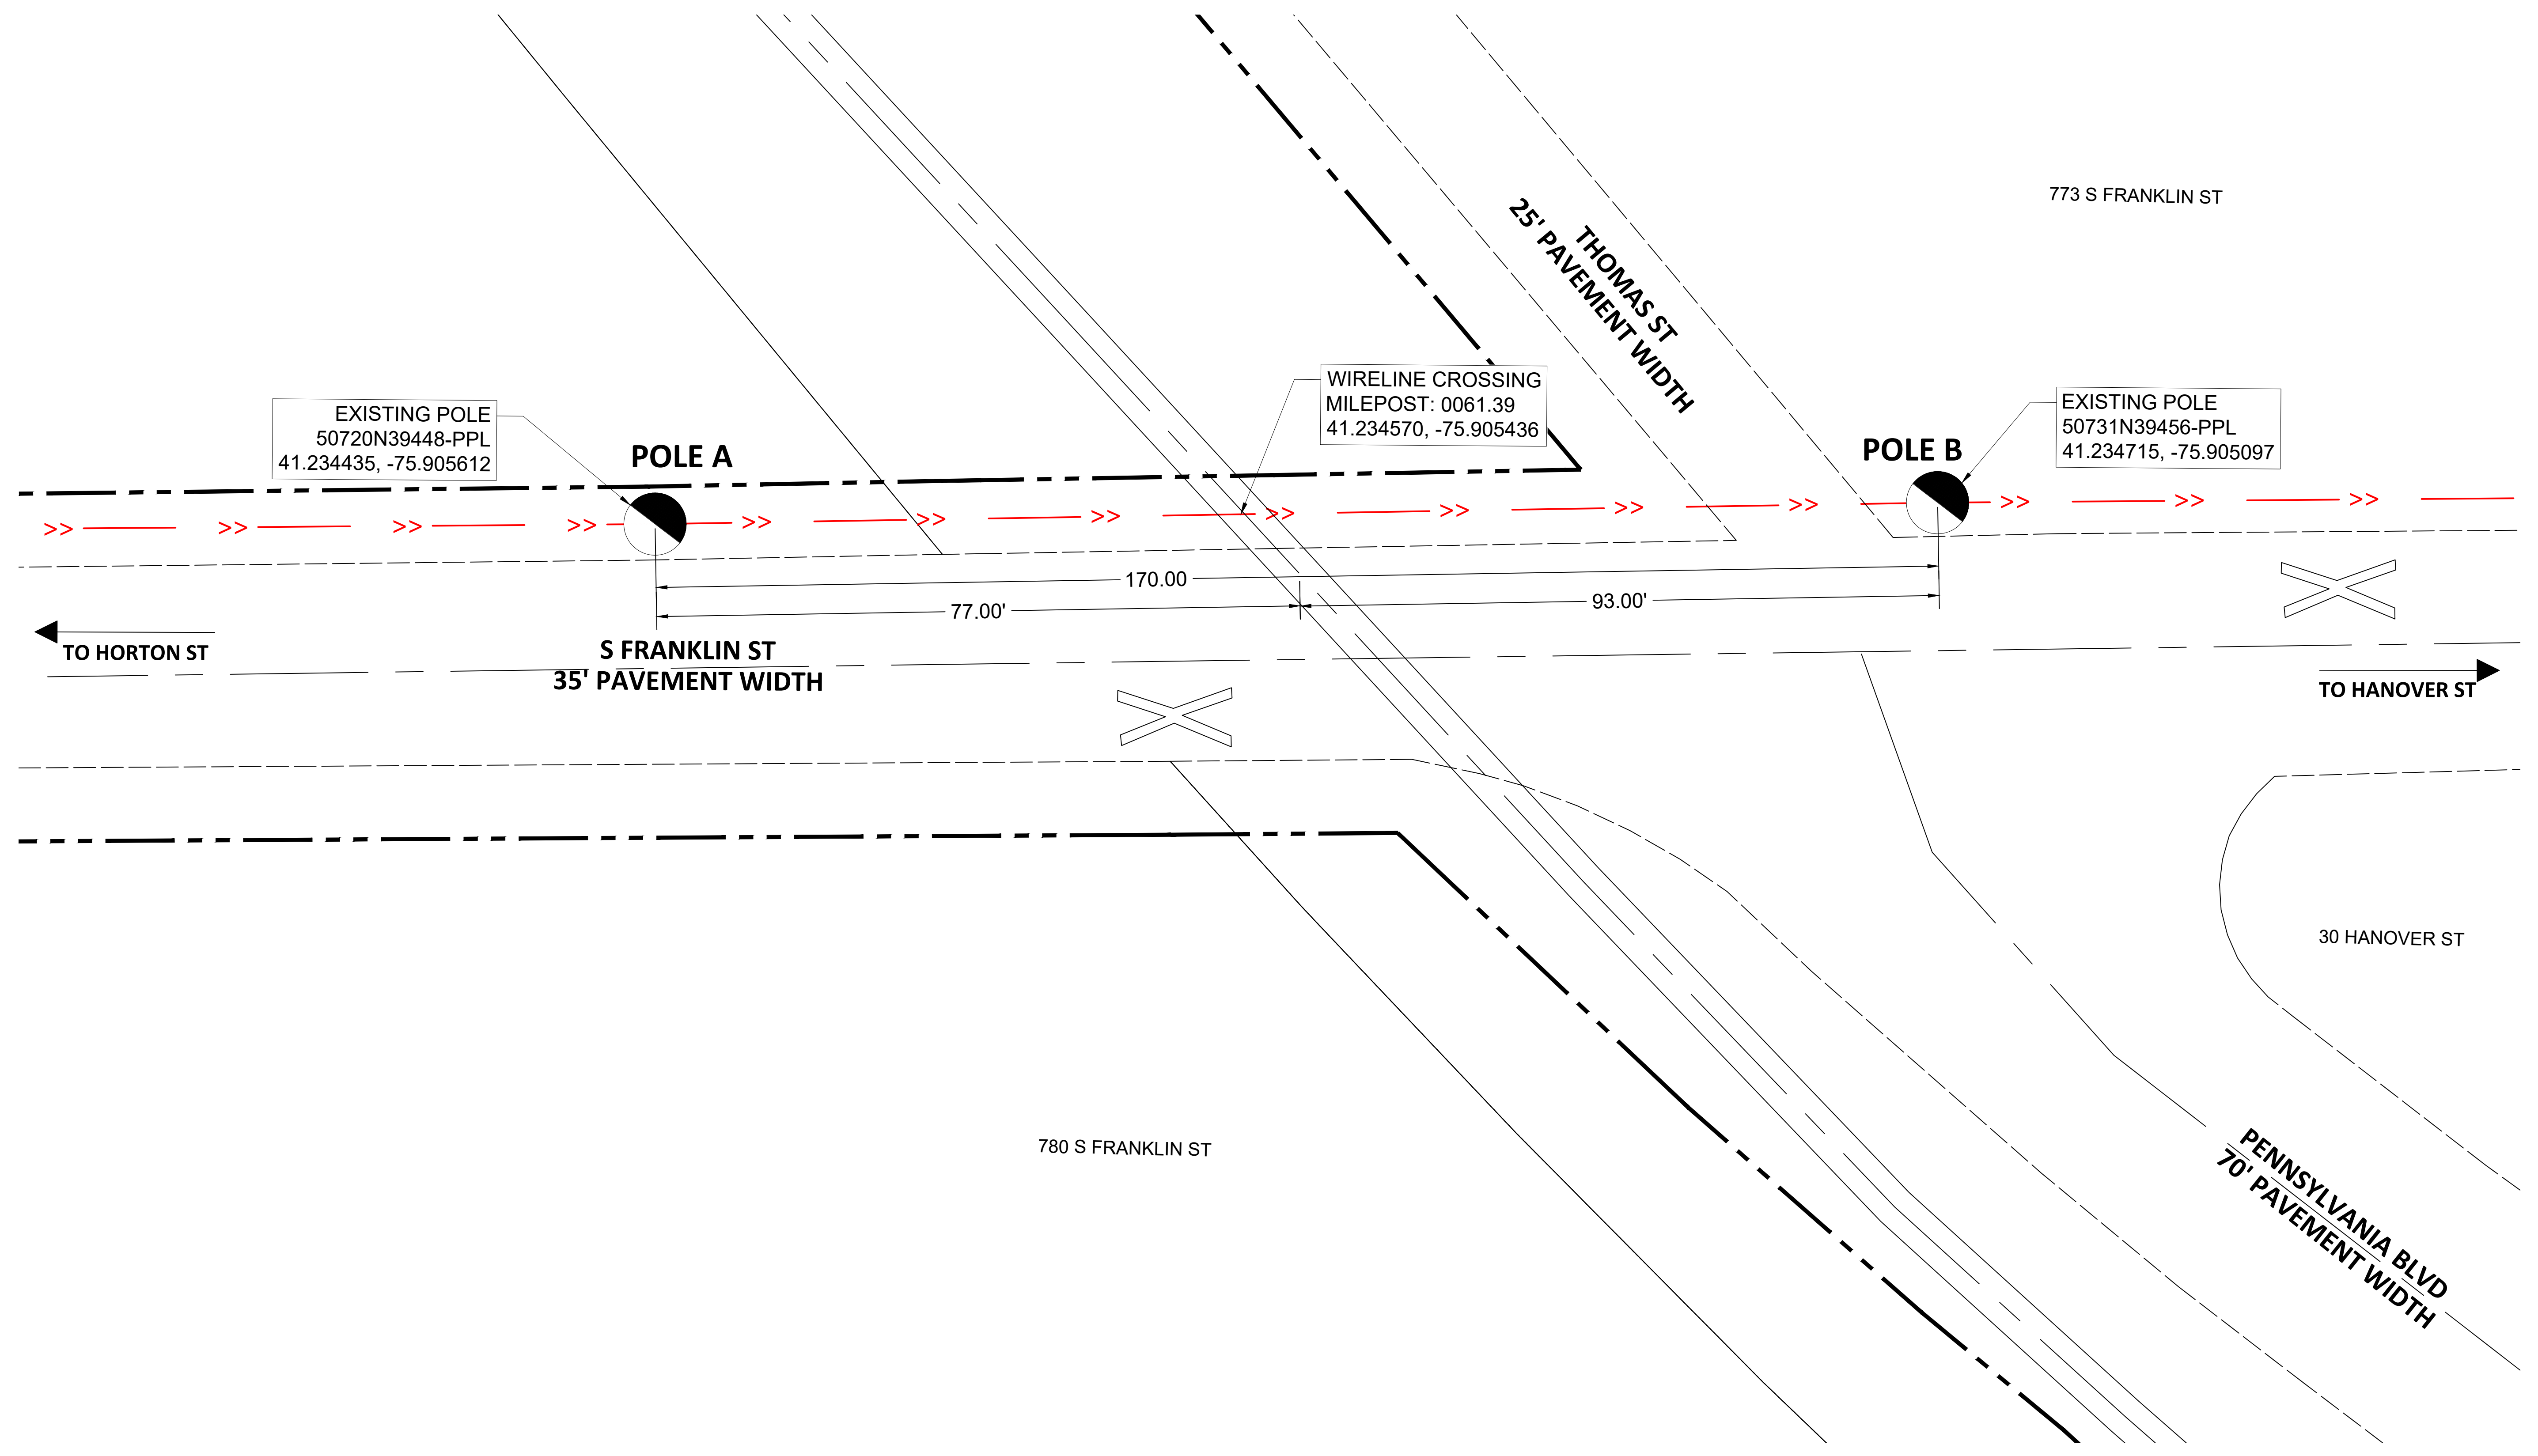 773 S FRANKLIN ST
THOMAS ST
25' PAVEMENT WIDTH
WIRELINE CROSSING
MILEPOST: 0061.39
41.234570, -75.905436
EXISTING POLE
50720N39448-PPL
41.234435, -75.905612
POLE A
POLE B
EXISTING POLE
50731N39456-PPL
41.234715, -75.905097
>> >> >> >> >> >> >> >> >> >> >> >> >> >>
170.00
77.00'
93.00'
TO HORTON ST
S FRANKLIN ST
35' PAVEMENT WIDTH
TO HANOVER ST
30 HANOVER ST
780 S FRANKLIN ST
PENNSYLVANIA BLVD
70' PAVEMENT WIDTH